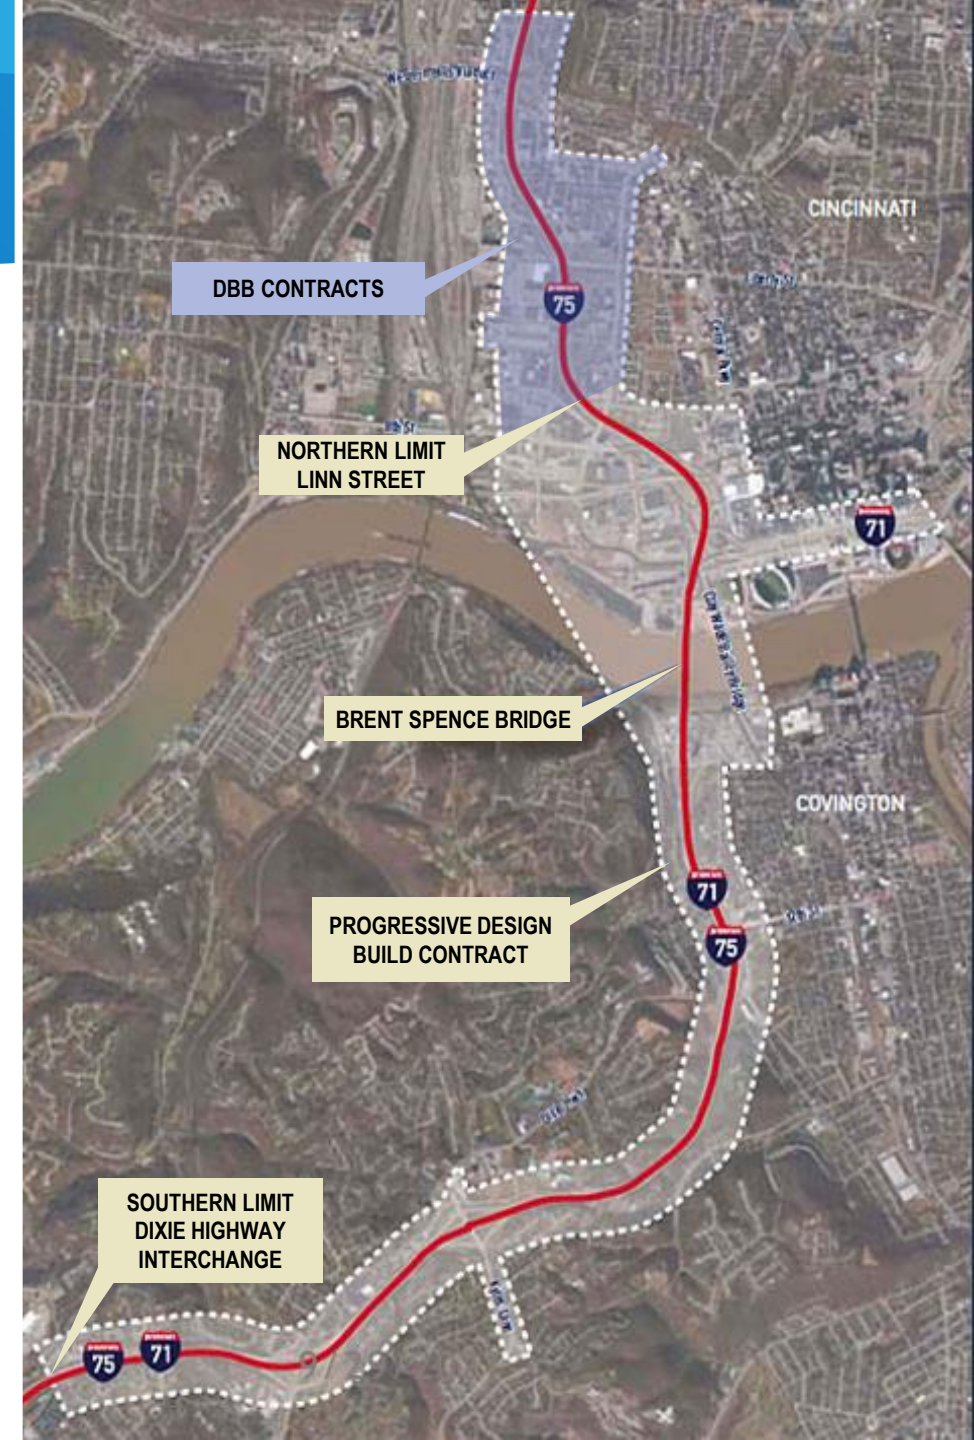 CINCINNATI
DBB CONTRACTS
75
NORTHERN LIMIT
LINN STREET
71
BRENT SPENCE BRIDGE
COVINGTON
71
PROGRESSIVE DESIGN
BUILD CONTRACT
75
SOUTHERN LIMIT
DIXIE HIGHWAY
INTERCHANGE
75
71